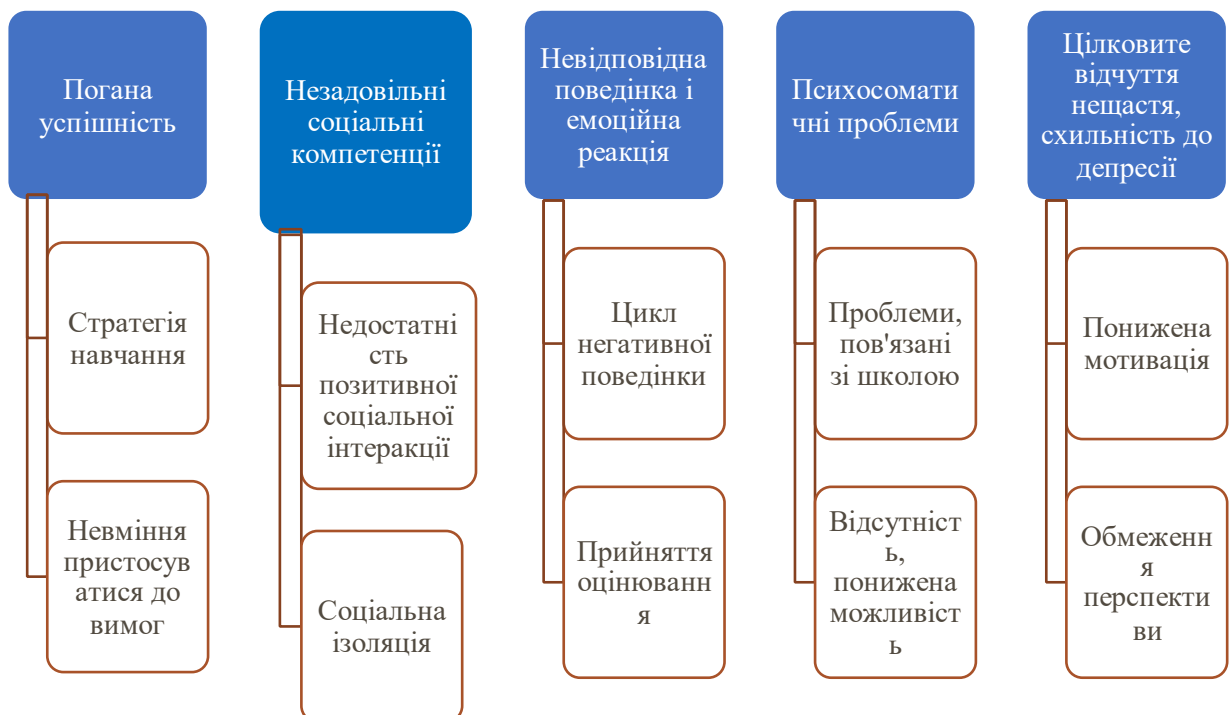 Погана
успішність
Стратегія
навчання
Невміння
пристосув
атися до
вимог
Незадовільні
соціальні
компетенції
Недостатні
сть
позитивної
соціальної
інтеракції
Соціальна
ізоляція
Невідповідна
поведінка і
емоційна
реакція
Цикл
негативної
поведінки
Прийняття
оцінюванн
я
Психосомати
чні проблеми
Проблеми,
пов'язані
зі школою
Відсутніст
ь,
понижена
можливіст
ь
Цілковите
відчуття
нещастя,
схильність до
депресії
Понижена
мотивація
Обмеженн
я
перспекти
ви